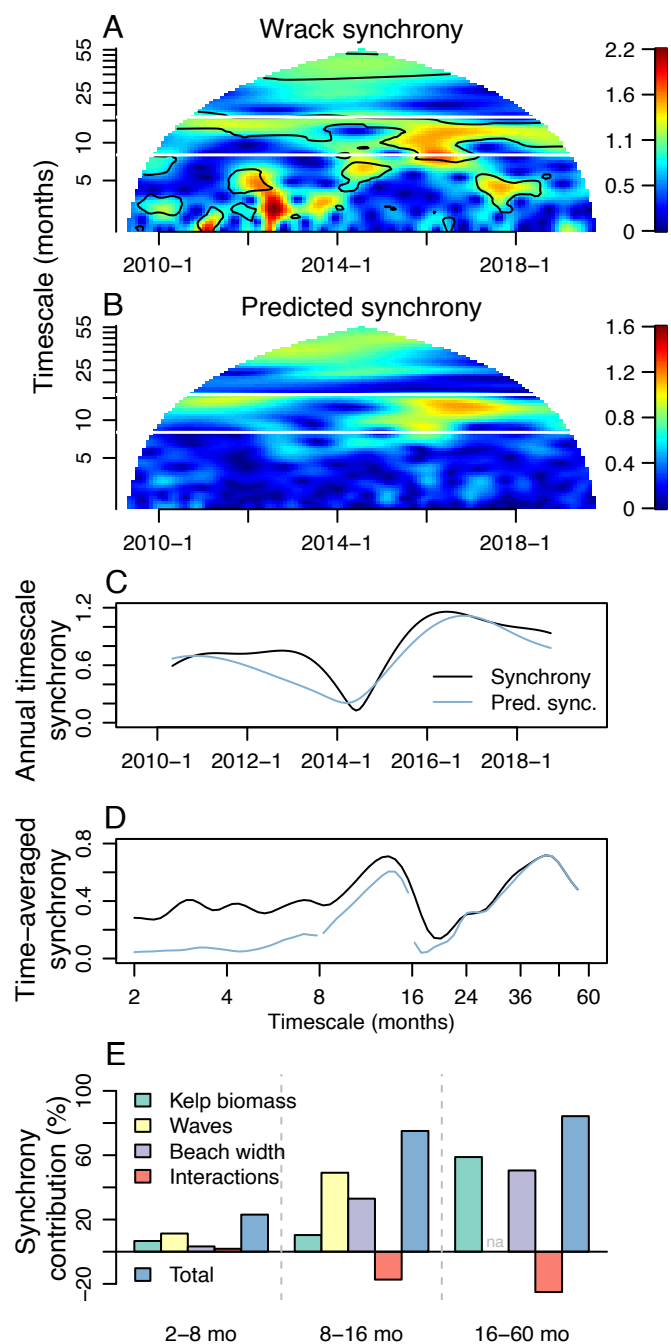 A
Wrack synchrony
55
25
10
5
2010−1
2014−1
2018−1
2.2
1.6
1.1
0.5
0
Timescale (months)
B
Predicted synchrony
55
25
10
5
2010−1
2014−1
2018−1
1.6
1.2
0.8
0.4
0
C
Annual timescale
synchrony
1.2
0.6
0.0
Synchrony
Pred. sync.
2010−1
2012−1
2014−1
2016−1
2018−1
D
Time−averaged
synchrony
0.8
0.4
0.0
2
4
8
16
24
36
60
Timescale (months)
E
Synchrony
contribution (%)
100
60
20
−20
Kelp biomass
Waves
Beach width
Interactions
Total
na
2−8 mo
8−16 mo
16−60 mo